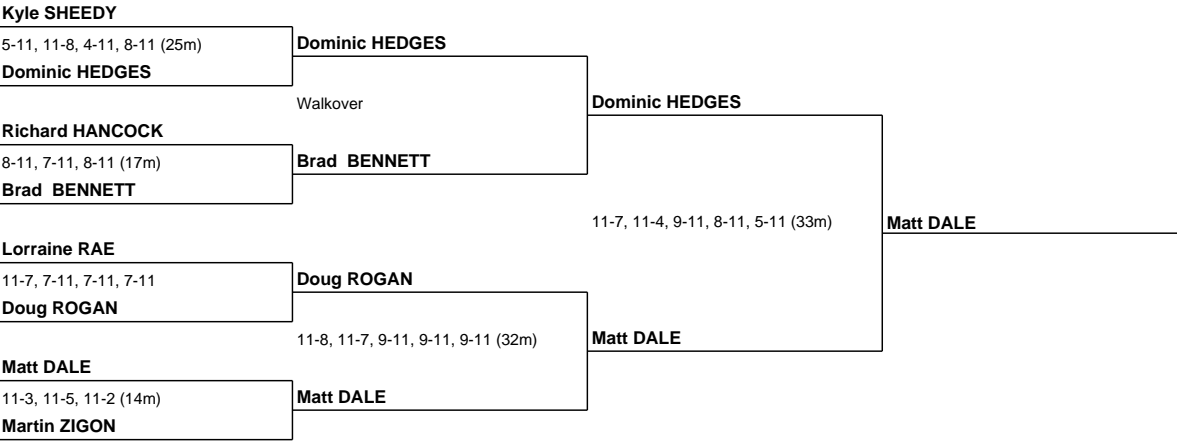 Kyle SHEEDY
5-11, 11-8, 4-11, 8-11 (25m)
Dominic HEDGES
Dominic HEDGES
Walkover
Dominic HEDGES
Richard HANCOCK
8-11, 7-11, 8-11 (17m)
Brad BENNETT
Brad BENNETT
11-7, 11-4, 9-11, 8-11, 5-11 (33m)
Matt DALE
Lorraine RAE
11-7, 7-11, 7-11, 7-11
Doug ROGAN
Doug ROGAN
11-8, 11-7, 9-11, 9-11, 9-11 (32m)
Matt DALE
Matt DALE
11-3, 11-5, 11-2 (14m)
Matt DALE
Martin ZIGON